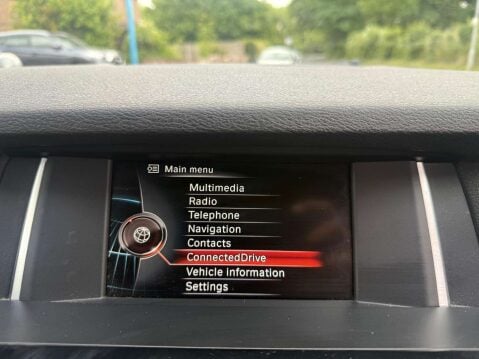 Main menu
Multimedia
Radio
Telephone
Navigation
Contacts
ConnectedDrive
Vehicle information
Settings